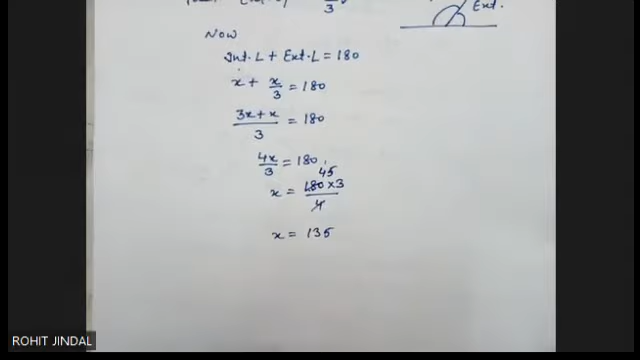 Ext.
3
Now
Int. L + Ext. L = 180
x + x/3 = 180
3x + x / 3 = 180
4x/3 = 180
45
x = 180 × 3 / 4
x = 135
ROHIT JINDAL